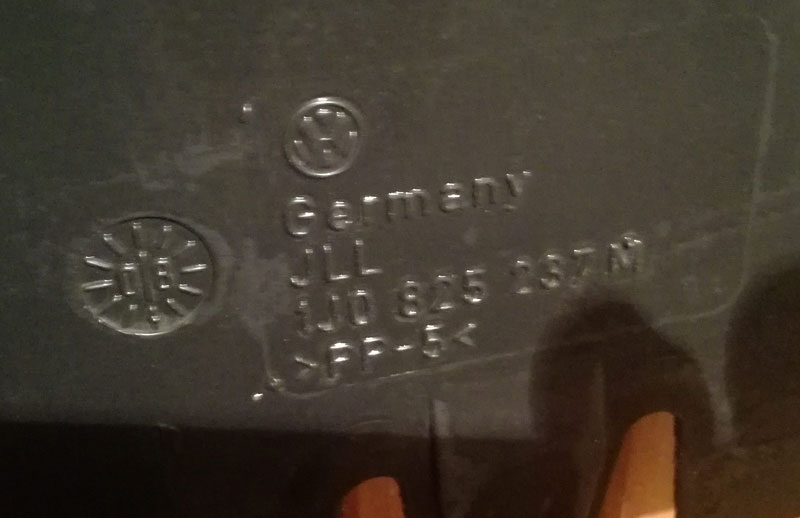 Germany
JLL
1J0 825 237 M
>PP-5<